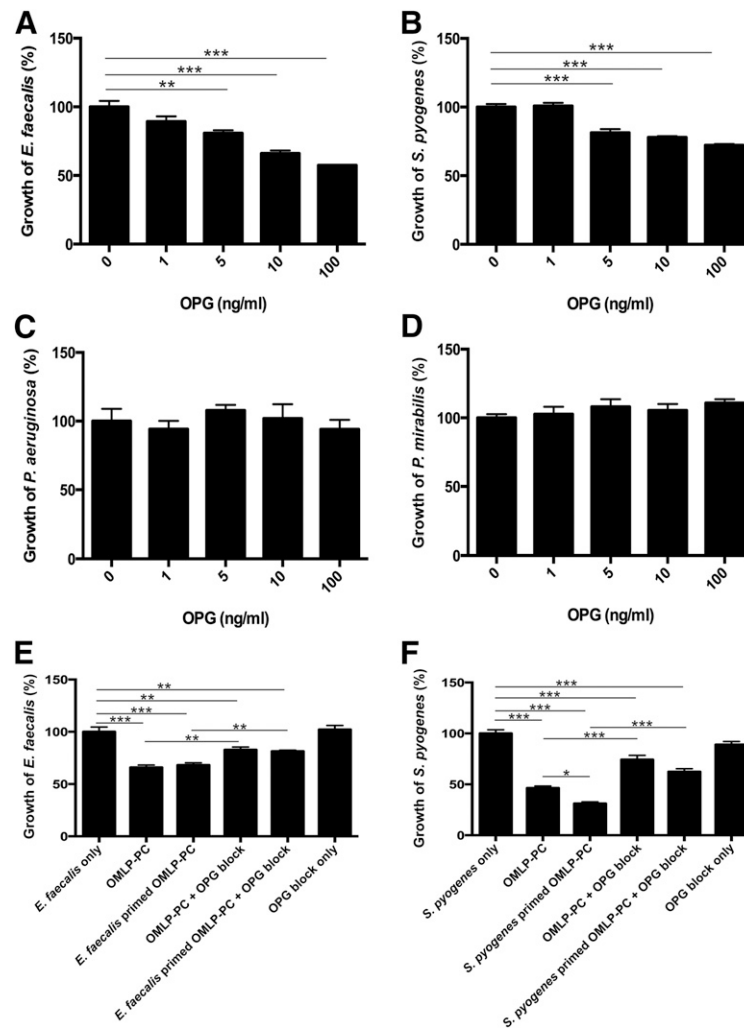 A
Growth of E. faecalis (%)
150
100
50
0
***
***
**
0 1 5 10 100
OPG (ng/ml)
B
Growth of S. pyogenes (%)
150
100
50
0
***
***
***
0 1 5 10 100
OPG (ng/ml)
C
Growth of P. aeruginosa (%)
150
100
50
0
0 1 5 10 100
OPG (ng/ml)
D
Growth of P. mirabilis (%)
150
100
50
0
0 1 5 10 100
OPG (ng/ml)
E
Growth of E. faecalis (%)
150
100
50
0
**
**
***
**
***
**
E. faecalis only
OMLP-PC
E. faecalis primed OMLP-PC
OMLP-PC + OPG block
E. faecalis primed OMLP-PC + OPG block
OPG block only
F
Growth of S. pyogenes (%)
150
100
50
0
***
***
***
***
***
***
*
S. pyogenes only
OMLP-PC
S. pyogenes primed OMLP-PC
OMLP-PC + OPG block
S. pyogenes primed OMLP-PC + OPG block
OPG block only